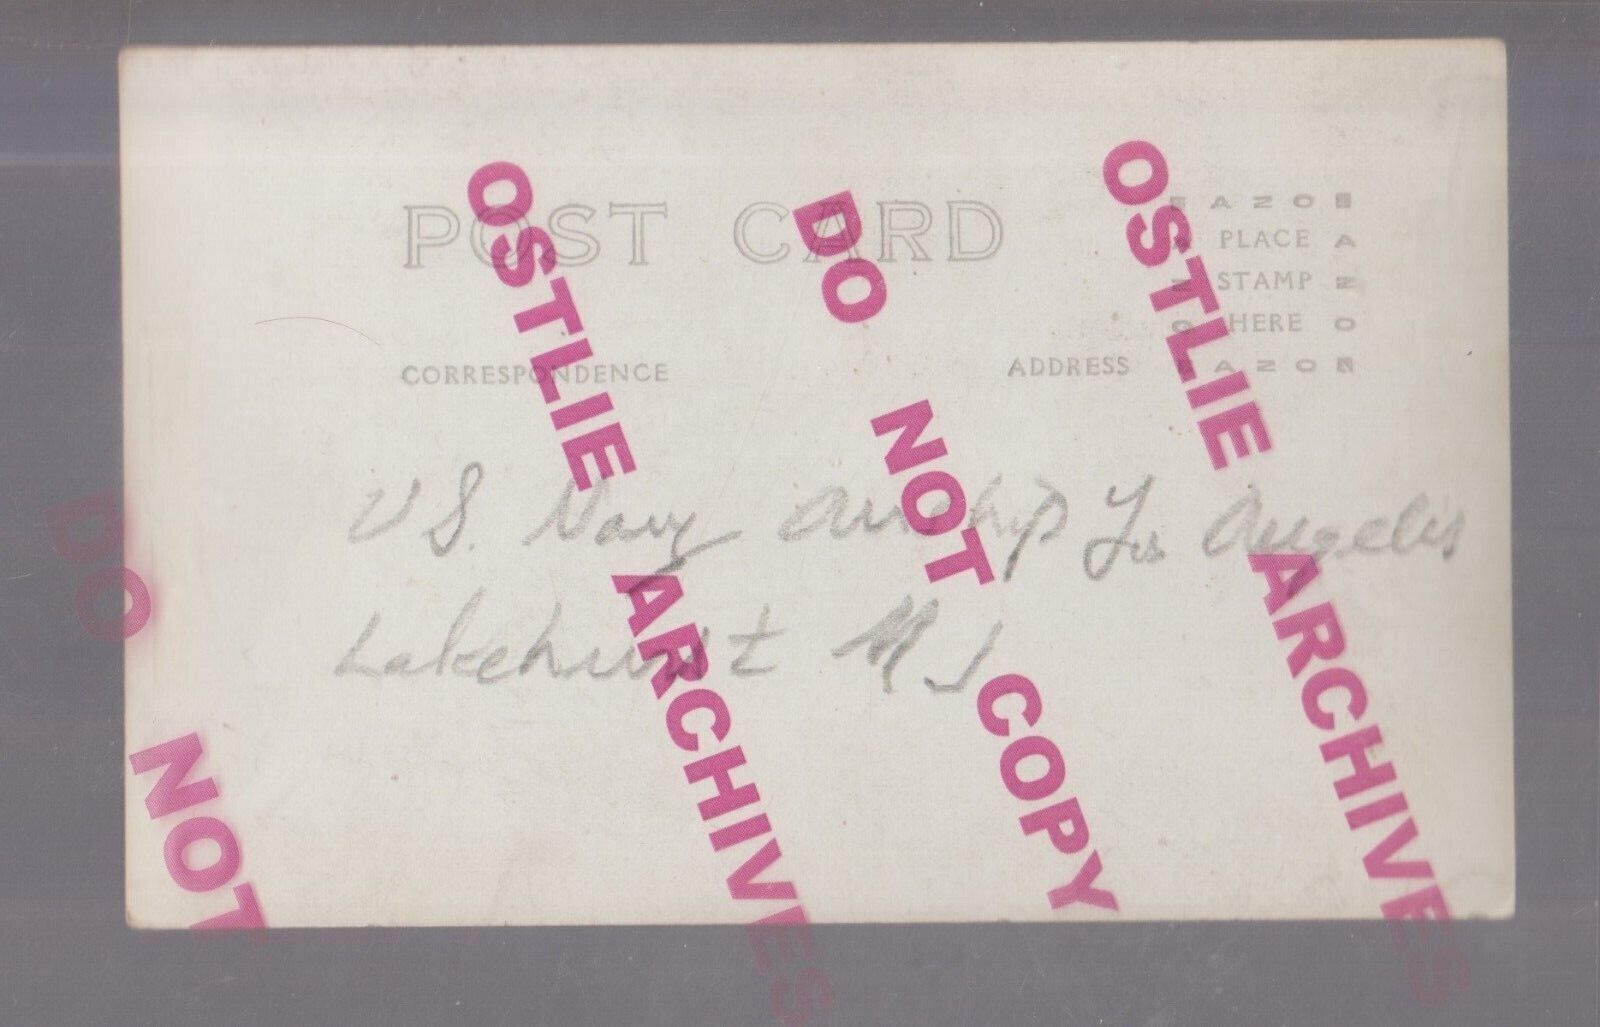 POST CARD
AZO
PLACE
STAMP
HERE
AZO
CORRESPONDENCE
ADDRESS
US. Navy Airship Los Angeles
Lakehurst NJ
OSTLIE ARCHIVES
DO NOT COPY
OSTLIE ARCHIVES
DO NOT